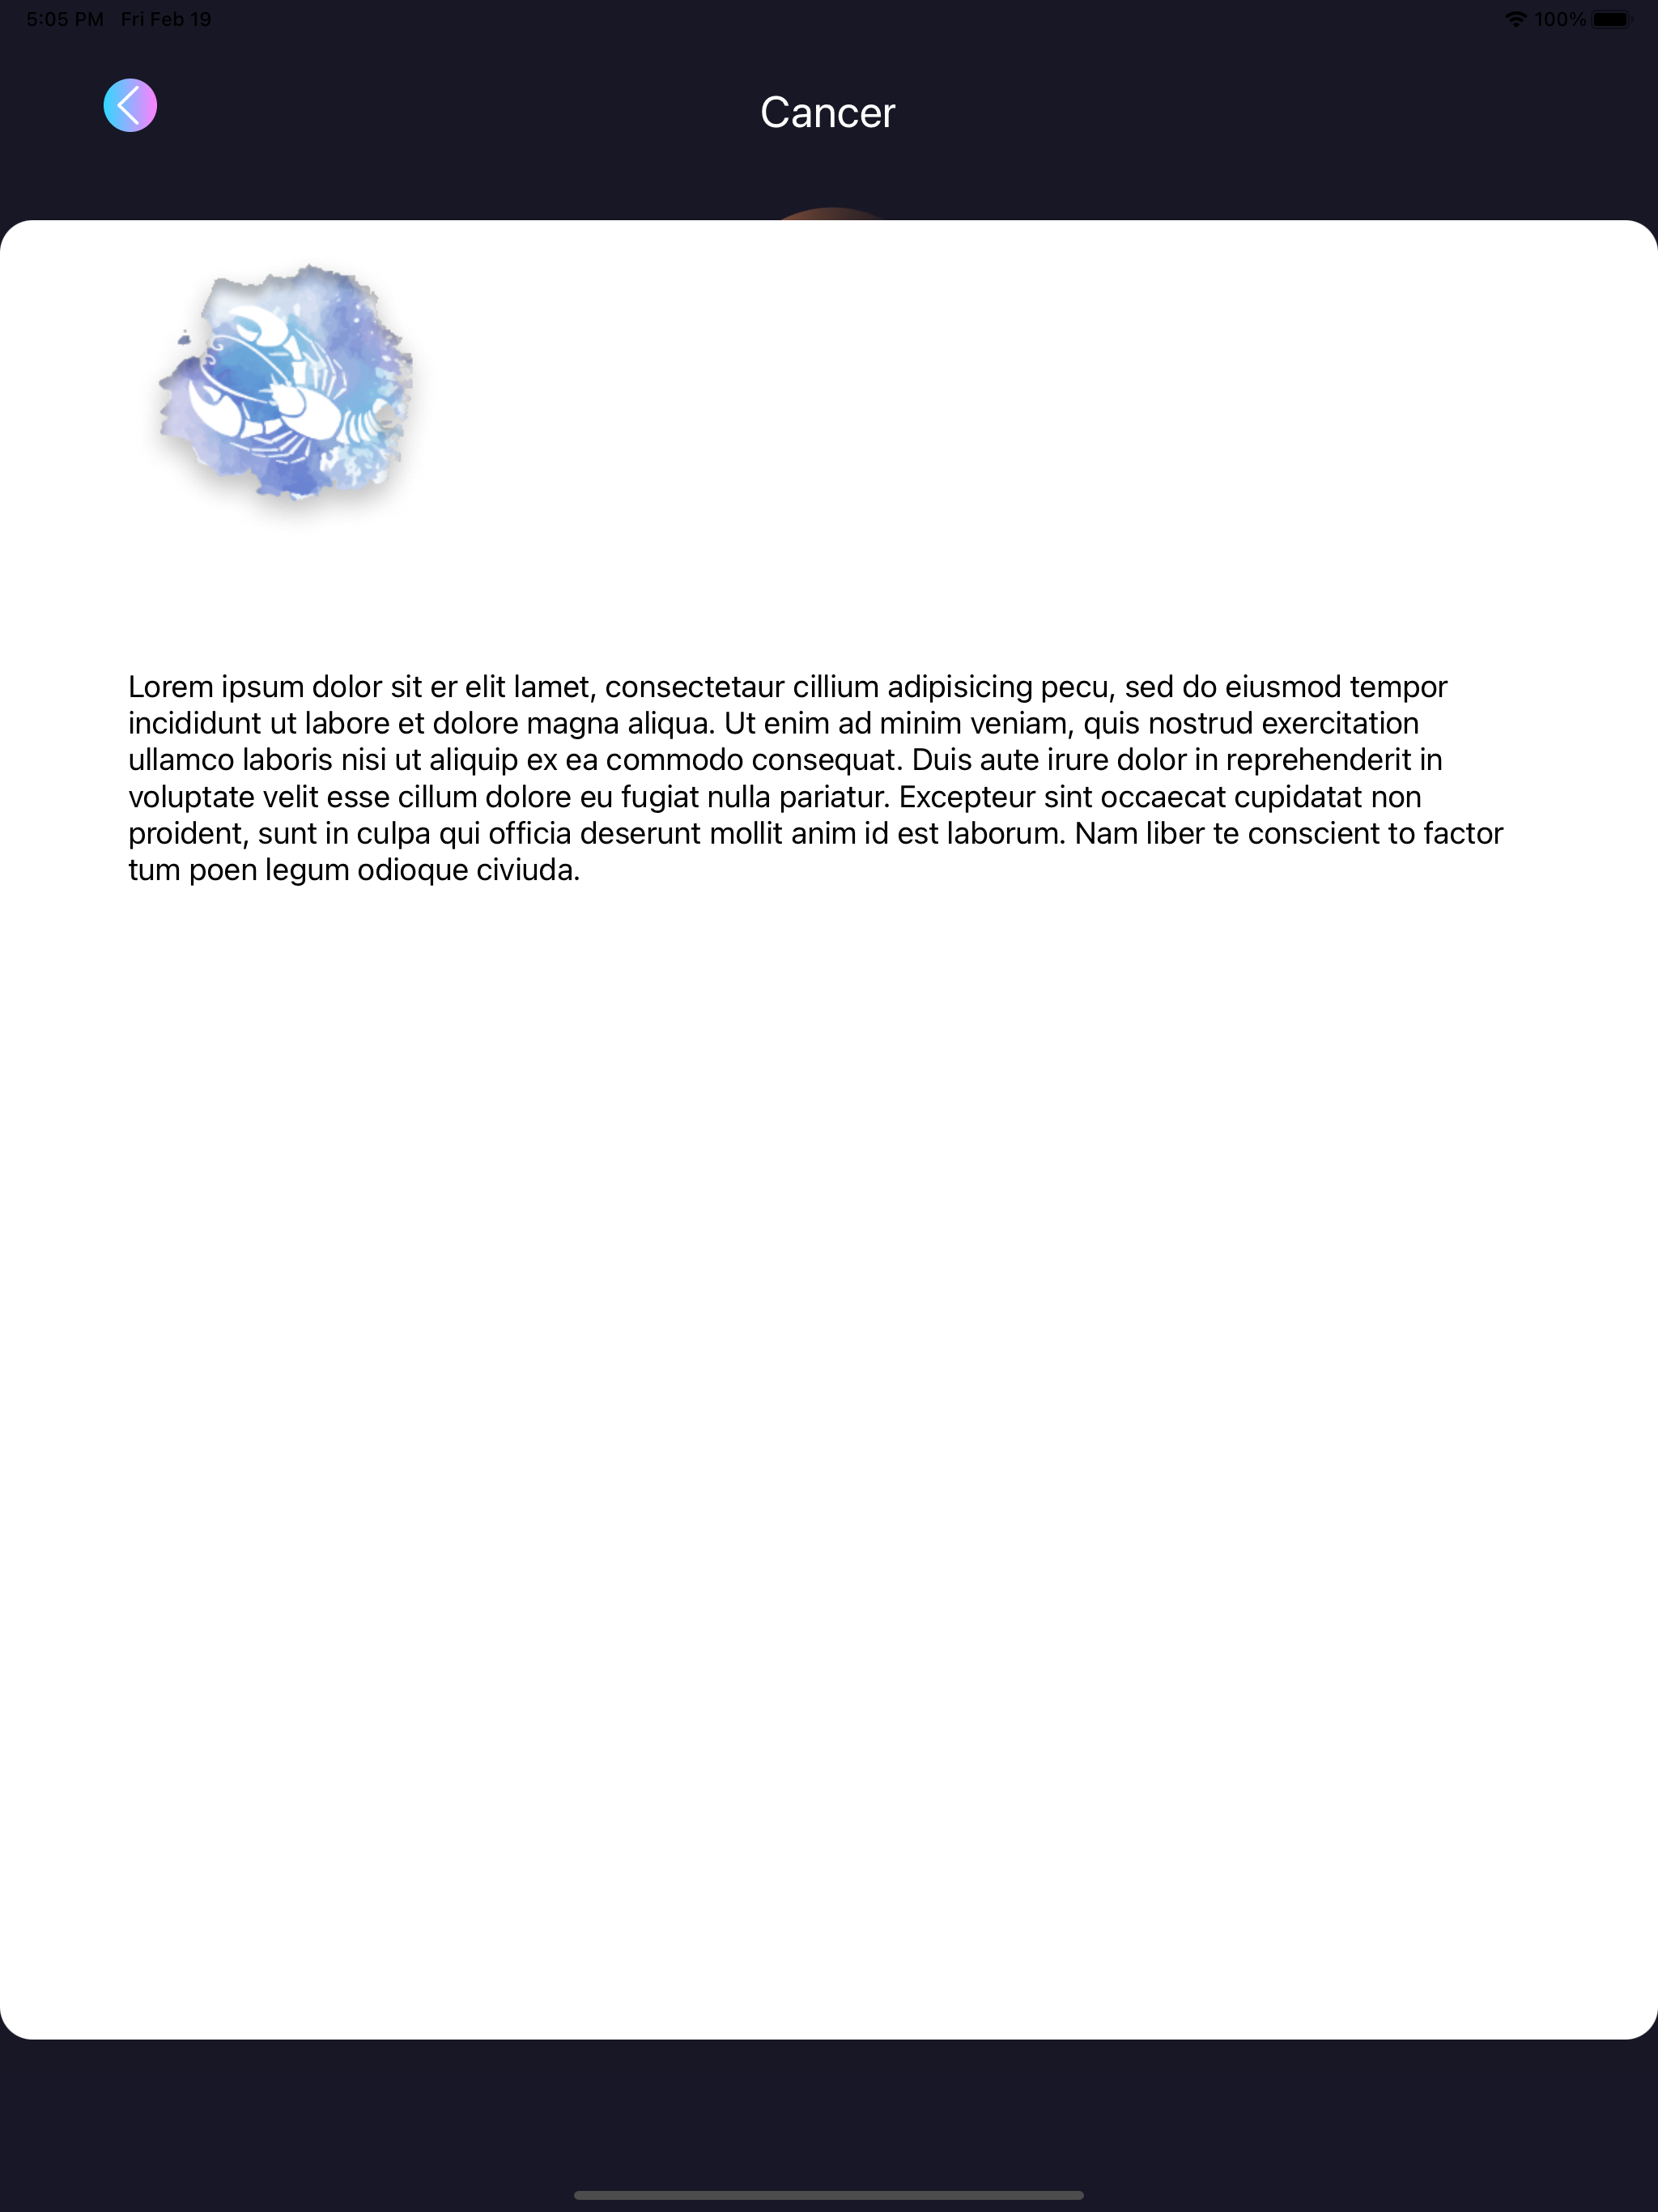 5:05 PM Fri Feb 19 100%
Cancer
Lorem ipsum dolor sit er elit lamet, consectetaur cillium adipisicing pecu, sed do eiusmod tempor
incididunt ut labore et dolore magna aliqua. Ut enim ad minim veniam, quis nostrud exercitation
ullamco laboris nisi ut aliquip ex ea commodo consequat. Duis aute irure dolor in reprehenderit in
voluptate velit esse cillum dolore eu fugiat nulla pariatur. Excepteur sint occaecat cupidatat non
proident, sunt in culpa qui officia deserunt mollit anim id est laborum. Nam liber te conscient to factor
tum poen legum odioque civiuda.